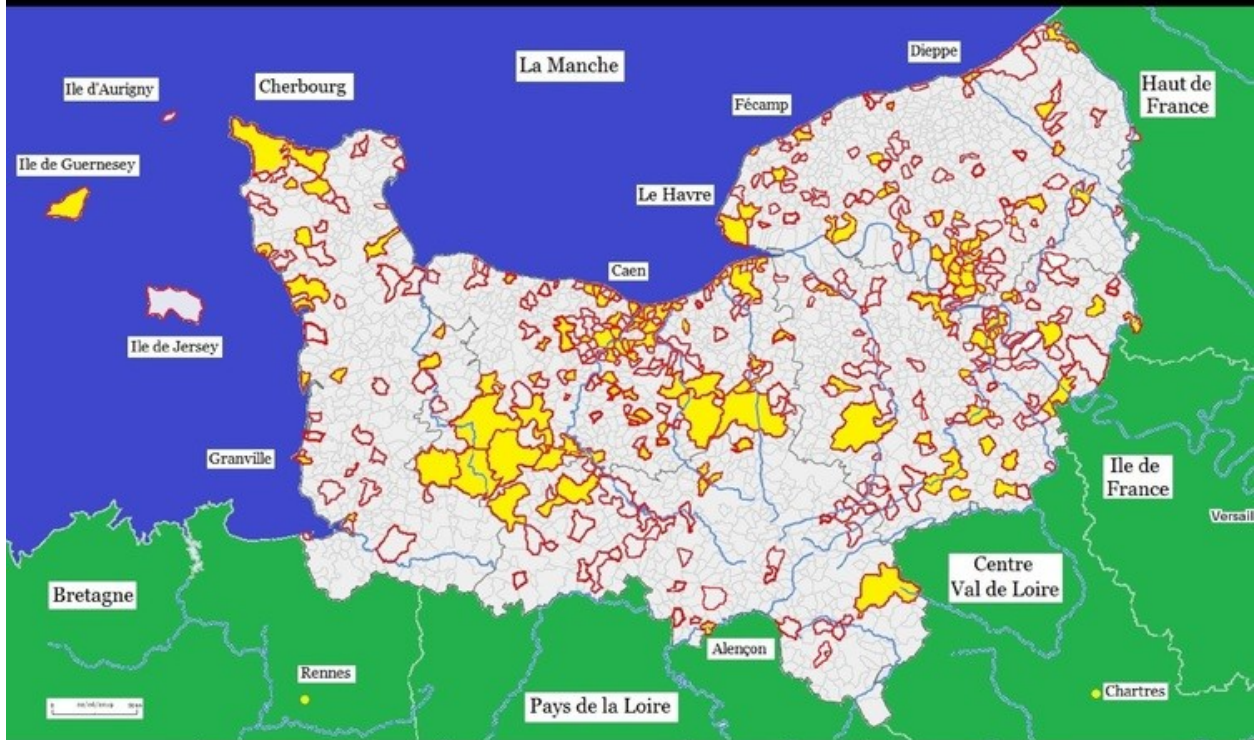 Dieppe
La Manche
Haut de
France
Ile d'Aurigny
Cherbourg
Fécamp
Ile de Guernesey
Le Havre
Caen
Ile de Jersey
Granville
Ile de
France
Versail
Centre
Val de Loire
Bretagne
Alençon
Rennes
Chartres
Pays de la Loire